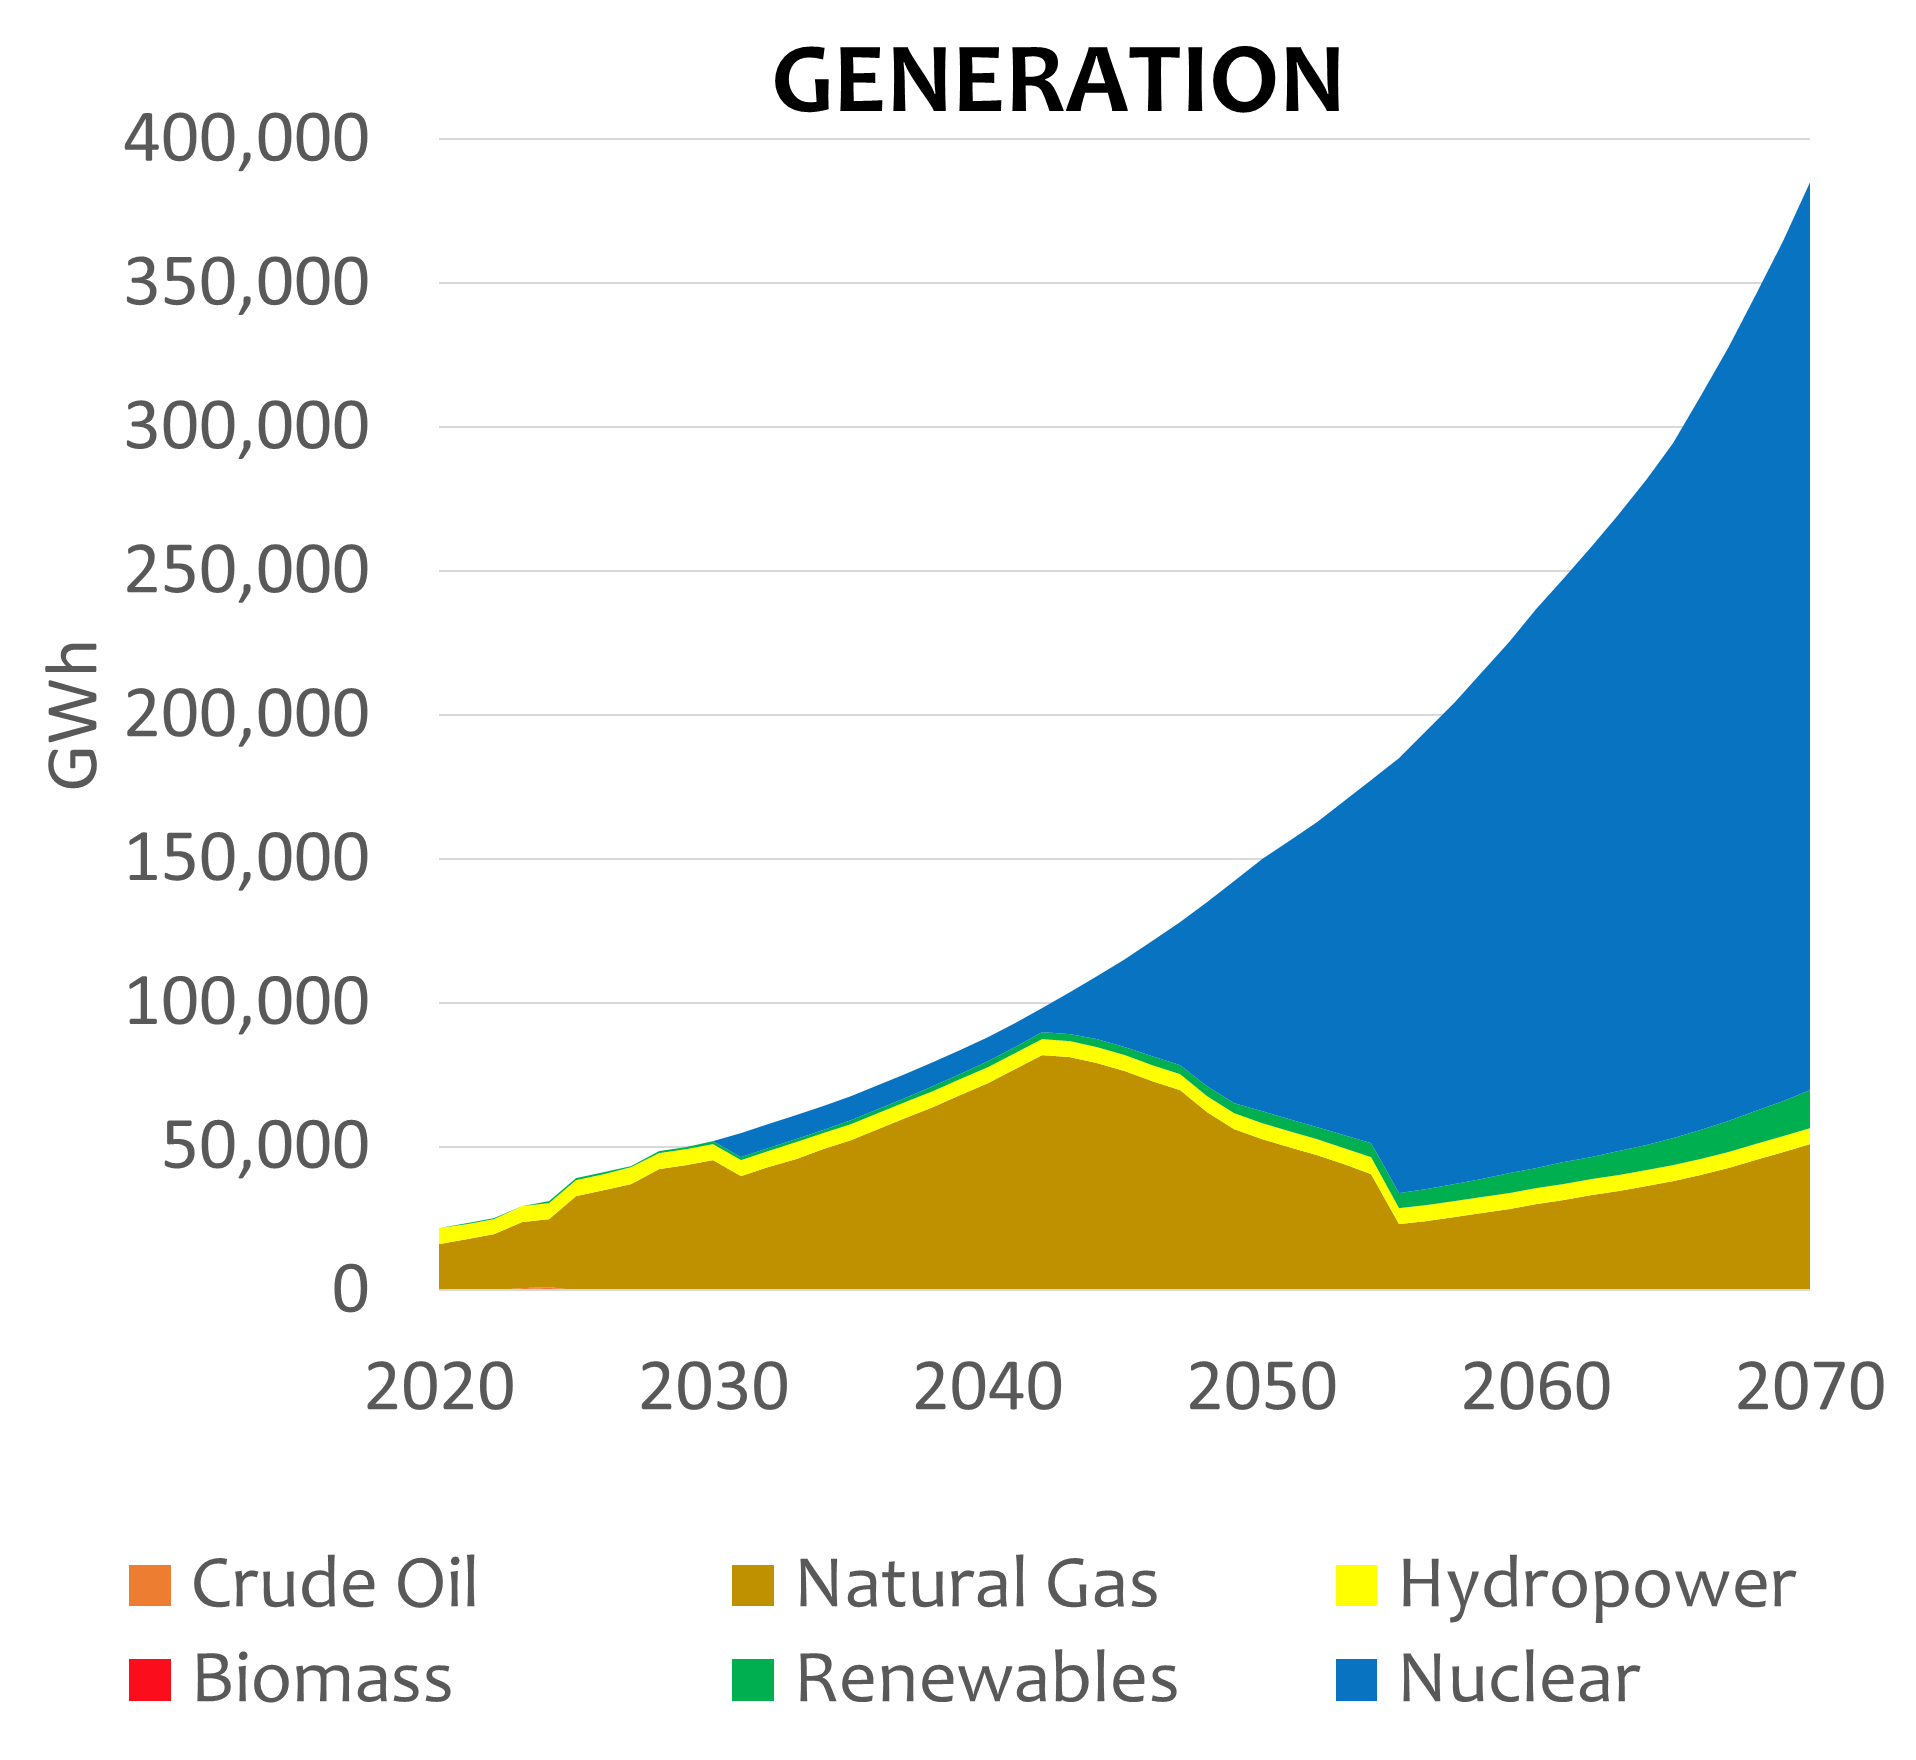 GENERATION
400,000
350,000
300,000
250,000
200,000
150,000
100,000
50,000
0
GWh
2020 2030 2040 2050 2060 2070
Crude Oil Natural Gas Hydropower
Biomass Renewables Nuclear